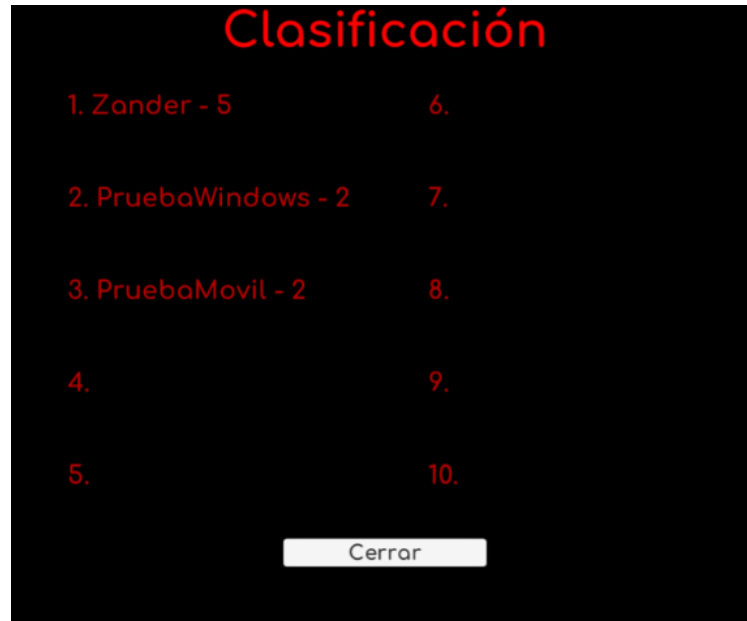 Clasificación
1. Zander - 5
2. PruebaWindows - 2
3. PruebaMovil - 2
4.
5.
6.
7.
8.
9.
10.
Cerrar